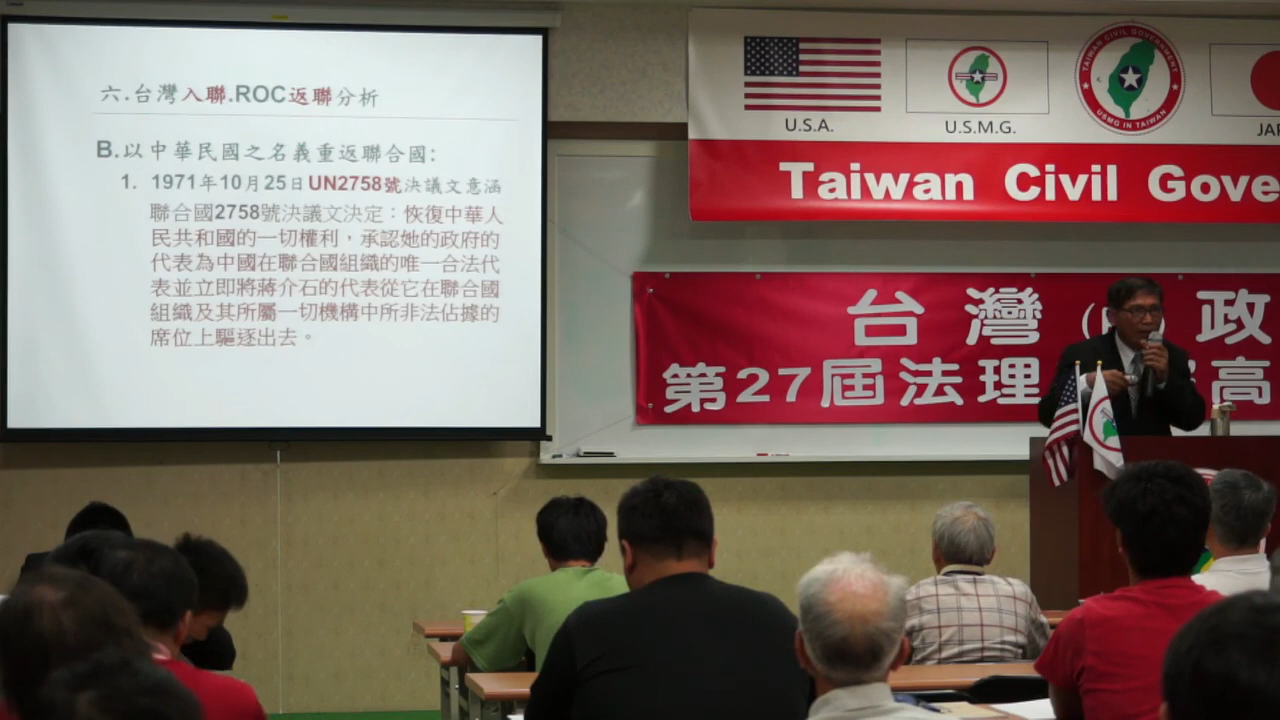 六.台灣入聯.ROC返聯分析
B.以中華民國之名義重返聯合國:
1. 1971年10月25日UN2758號決議文意涵
聯合國2758號決議文決定：恢復中華人
民共和國的一切權利，承認她的政府的
代表為中國在聯合國組織的唯一合法代
表並立即將蔣介石的代表從它在聯合國
組織及其所屬一切機構中所非法佔據的
席位上驅逐出去。
U.S.A.
U.S.M.G.
TAIWAN CIVIL GOVERNMENT
USMG IN TAIWAN
JAP
Taiwan Civil Gove
台灣 政
第27屆法理 高